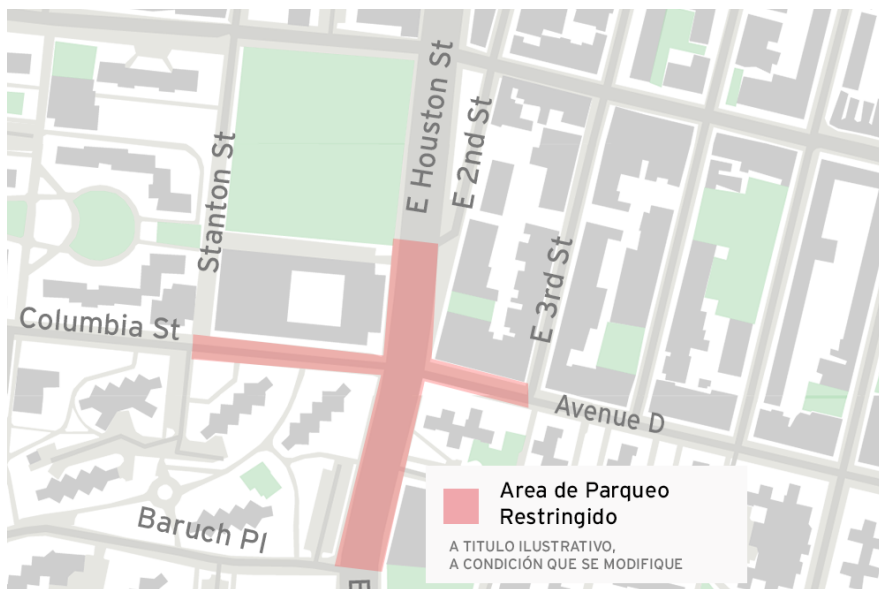 E Houston St
E 2nd St
Stanton St
E 3rd St
Columbia St
Avenue D
Baruch Pl
E
Area de Parqueo
Restringido
A TITULO ILUSTRATIVO,
A CONDICIÓN QUE SE MODIFIQUE